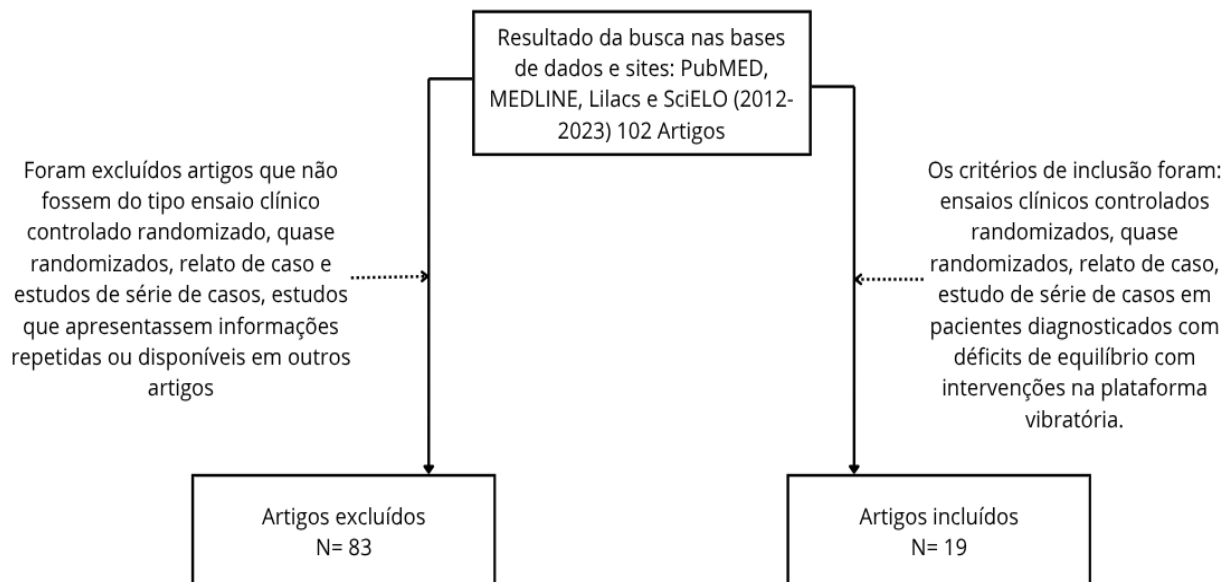 Resultado da busca nas bases
de dados e sites: PubMED,
MEDLINE, Lilacs e SciELO (2012-
2023) 102 Artigos
Foram excluídos artigos que não
fossem do tipo ensaio clínico
controlado randomizado, quase
randomizados, relato de caso e
estudos de série de casos, estudos
que apresentassem informações
repetidas ou disponíveis em outros
artigos
Os critérios de inclusão foram:
ensaios clínicos controlados
randomizados, quase
randomizados, relato de caso,
estudo de série de casos em
pacientes diagnosticados com
déficits de equilíbrio com
intervenções na plataforma
vibratória.
Artigos excluídos
N= 83
Artigos incluídos
N= 19